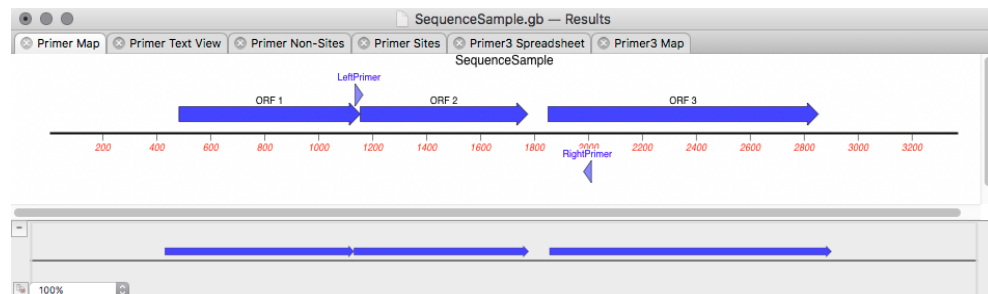 SequenceSample.gb — Results
Primer Map Primer Text View Primer Non-Sites Primer Sites Primer3 Spreadsheet Primer3 Map
SequenceSample
LeftPrimer
ORF 1 ORF 2 ORF 3
200 400 600 800 1000 1200 1400 1600 1800 2000 2200 2400 2600 2800 3000 3200
RightPrimer
100%